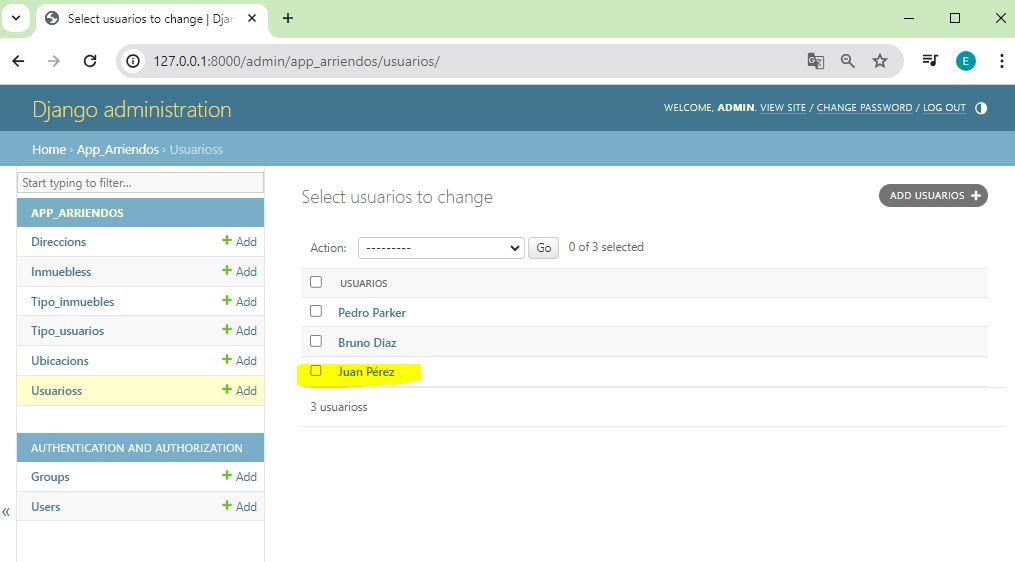 Select usuarios to change | Djan
127.0.0.1:8000/admin/app_arriendos/usuarios/
E
Django administration
WELCOME, ADMIN. VIEW SITE / CHANGE PASSWORD / LOG OUT
Home › App_Arriendos › Usuarioss
Start typing to filter...
APP_ARRIENDOS
Direccions + Add
Inmuebless + Add
Tipo_inmuebles + Add
Tipo_usuarios + Add
Ubicacions + Add
Usuarioss + Add
AUTHENTICATION AND AUTHORIZATION
Groups + Add
Users + Add
«
Select usuarios to change
ADD USUARIOS +
Action: --------- Go 0 of 3 selected
USUARIOS
Pedro Parker
Bruno Diaz
Juan Pérez
3 usuarioss